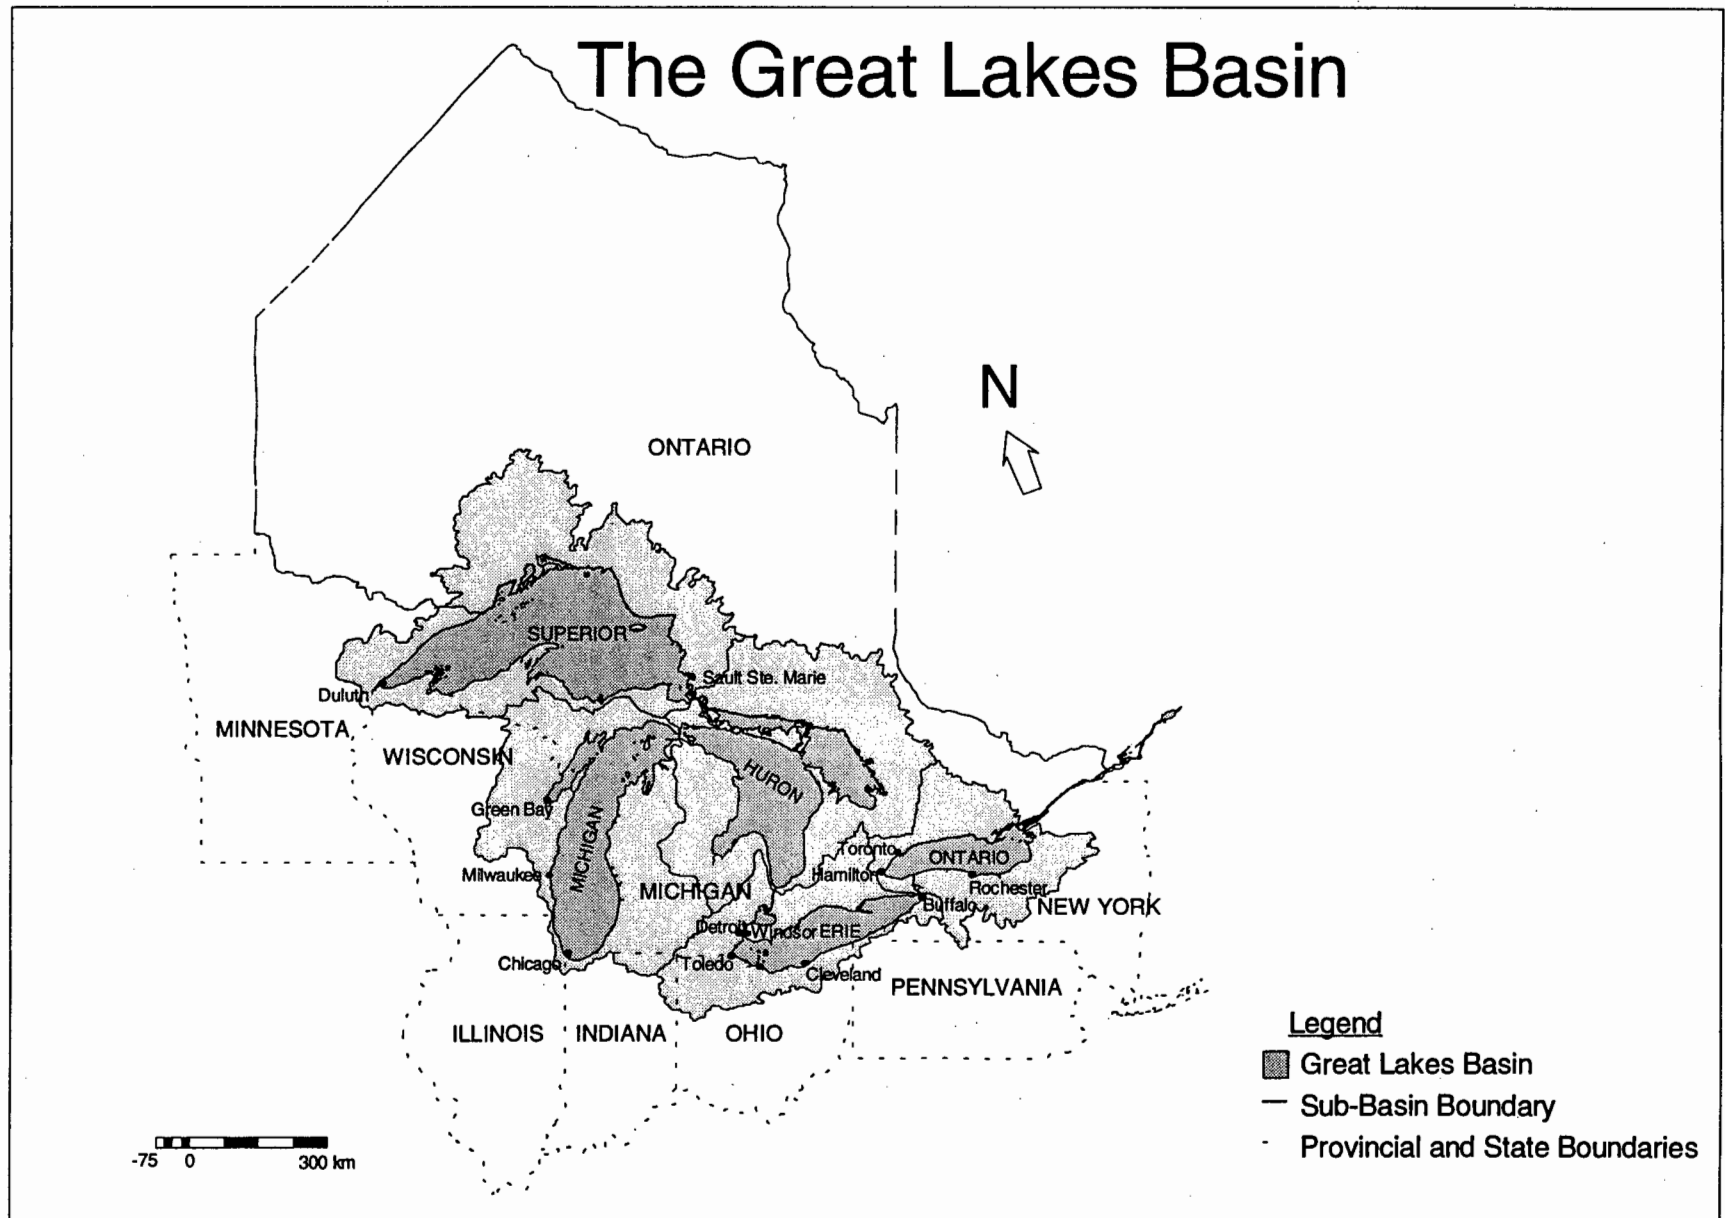 The Great Lakes Basin
N
ONTARIO
SUPERIOR
Sault Ste. Marie
Duluth
MINNESOTA
WISCONSIN
HURON
Green Bay
MICHIGAN
Toronto
ONTARIO
Milwaukee
Hamilton
MICHIGAN
Rochester
Buffalo
NEW YORK
Detroit
Windsor
ERIE
Chicago
Toledo
Cleveland
PENNSYLVANIA
ILLINOIS
INDIANA
OHIO
Legend
Great Lakes Basin
Sub-Basin Boundary
Provincial and State Boundaries
-75 0 300 km